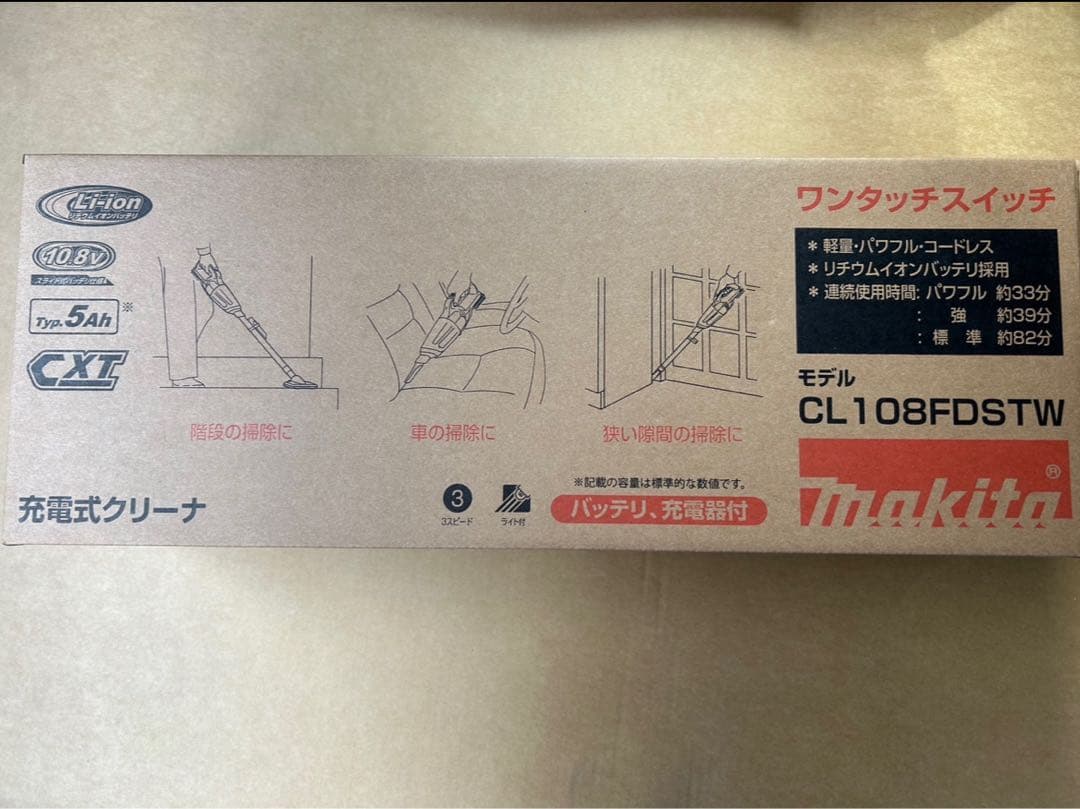 Li-ion
リチウムイオンバッテリ
10.8V
スライド式バッテリ仕様
Typ.5Ah※
CXT
階段の掃除に
車の掃除に
狭い隙間の掃除に
ワンタッチスイッチ
＊軽量・パワフル・コードレス
＊リチウムイオンバッテリ採用
＊連続使用時間：パワフル 約33分
：強 約39分
：標準 約82分
モデル
CL108FDSTW
makita®
充電式クリーナ
3
3スピード
ライト付
※記載の容量は標準的な数値です。
バッテリ、充電器付